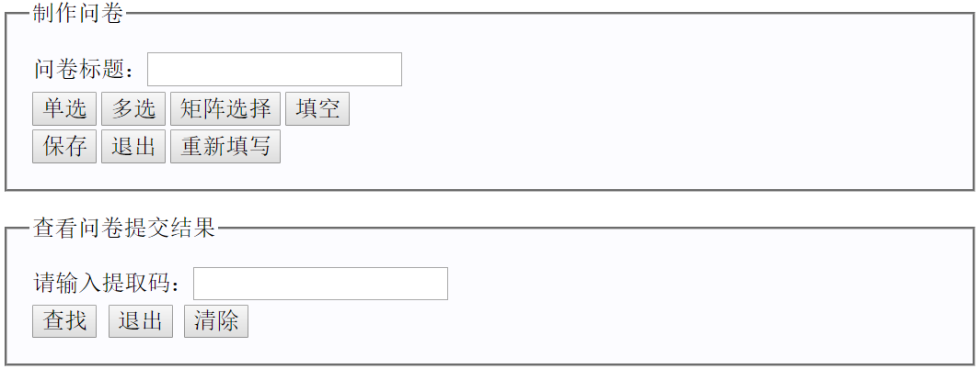 制作问卷
问卷标题：
单选 多选 矩阵选择 填空
保存 退出 重新填写
查看问卷提交结果
请输入提取码：
查找 退出 清除